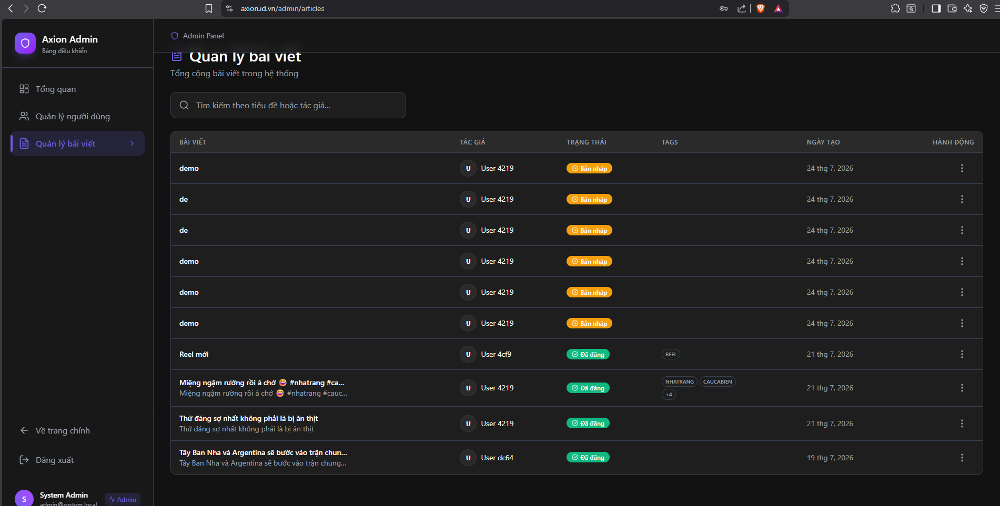 axion.id.vn/admin/articles
Axion Admin
Bảng điều khiển
Admin Panel
Quản lý bài viết
Tổng cộng bài viết trong hệ thống
Tổng quan
Quản lý người dùng
Quản lý bài viết
Tìm kiếm theo tiêu đề hoặc tác giả...
BÀI VIẾT TÁC GIẢ TRẠNG THÁI TAGS NGÀY TẠO HÀNH ĐỘNG
demo U User 4219 Bản nháp 24 thg 7, 2026
de U User 4219 Bản nháp 24 thg 7, 2026
de U User 4219 Bản nháp 24 thg 7, 2026
demo U User 4219 Bản nháp 24 thg 7, 2026
demo U User 4219 Bản nháp 24 thg 7, 2026
demo U User 4219 Bản nháp 24 thg 7, 2026
Reel mới U User 4cf9 Đã đăng REEL 21 thg 7, 2026
Miệng ngậm rường rồi á chớ 😂 #nhatrang #ca...
Miệng ngậm rường rồi á chớ 😂 #nhatrang #cauc...
U User 4219 Đã đăng NHATRANG CAUCABIEN +4 21 thg 7, 2026
Thứ đáng sợ nhất không phải là bị ăn thịt
Thứ đáng sợ nhất không phải là bị ăn thịt
U User 4219 Đã đăng 21 thg 7, 2026
Tây Ban Nha và Argentina sẽ bước vào trận chun...
Tây Ban Nha và Argentina sẽ bước vào trận chung...
U User dc64 Đã đăng 19 thg 7, 2026
Về trang chính
Đăng xuất
S System Admin Admin
admin@system.local